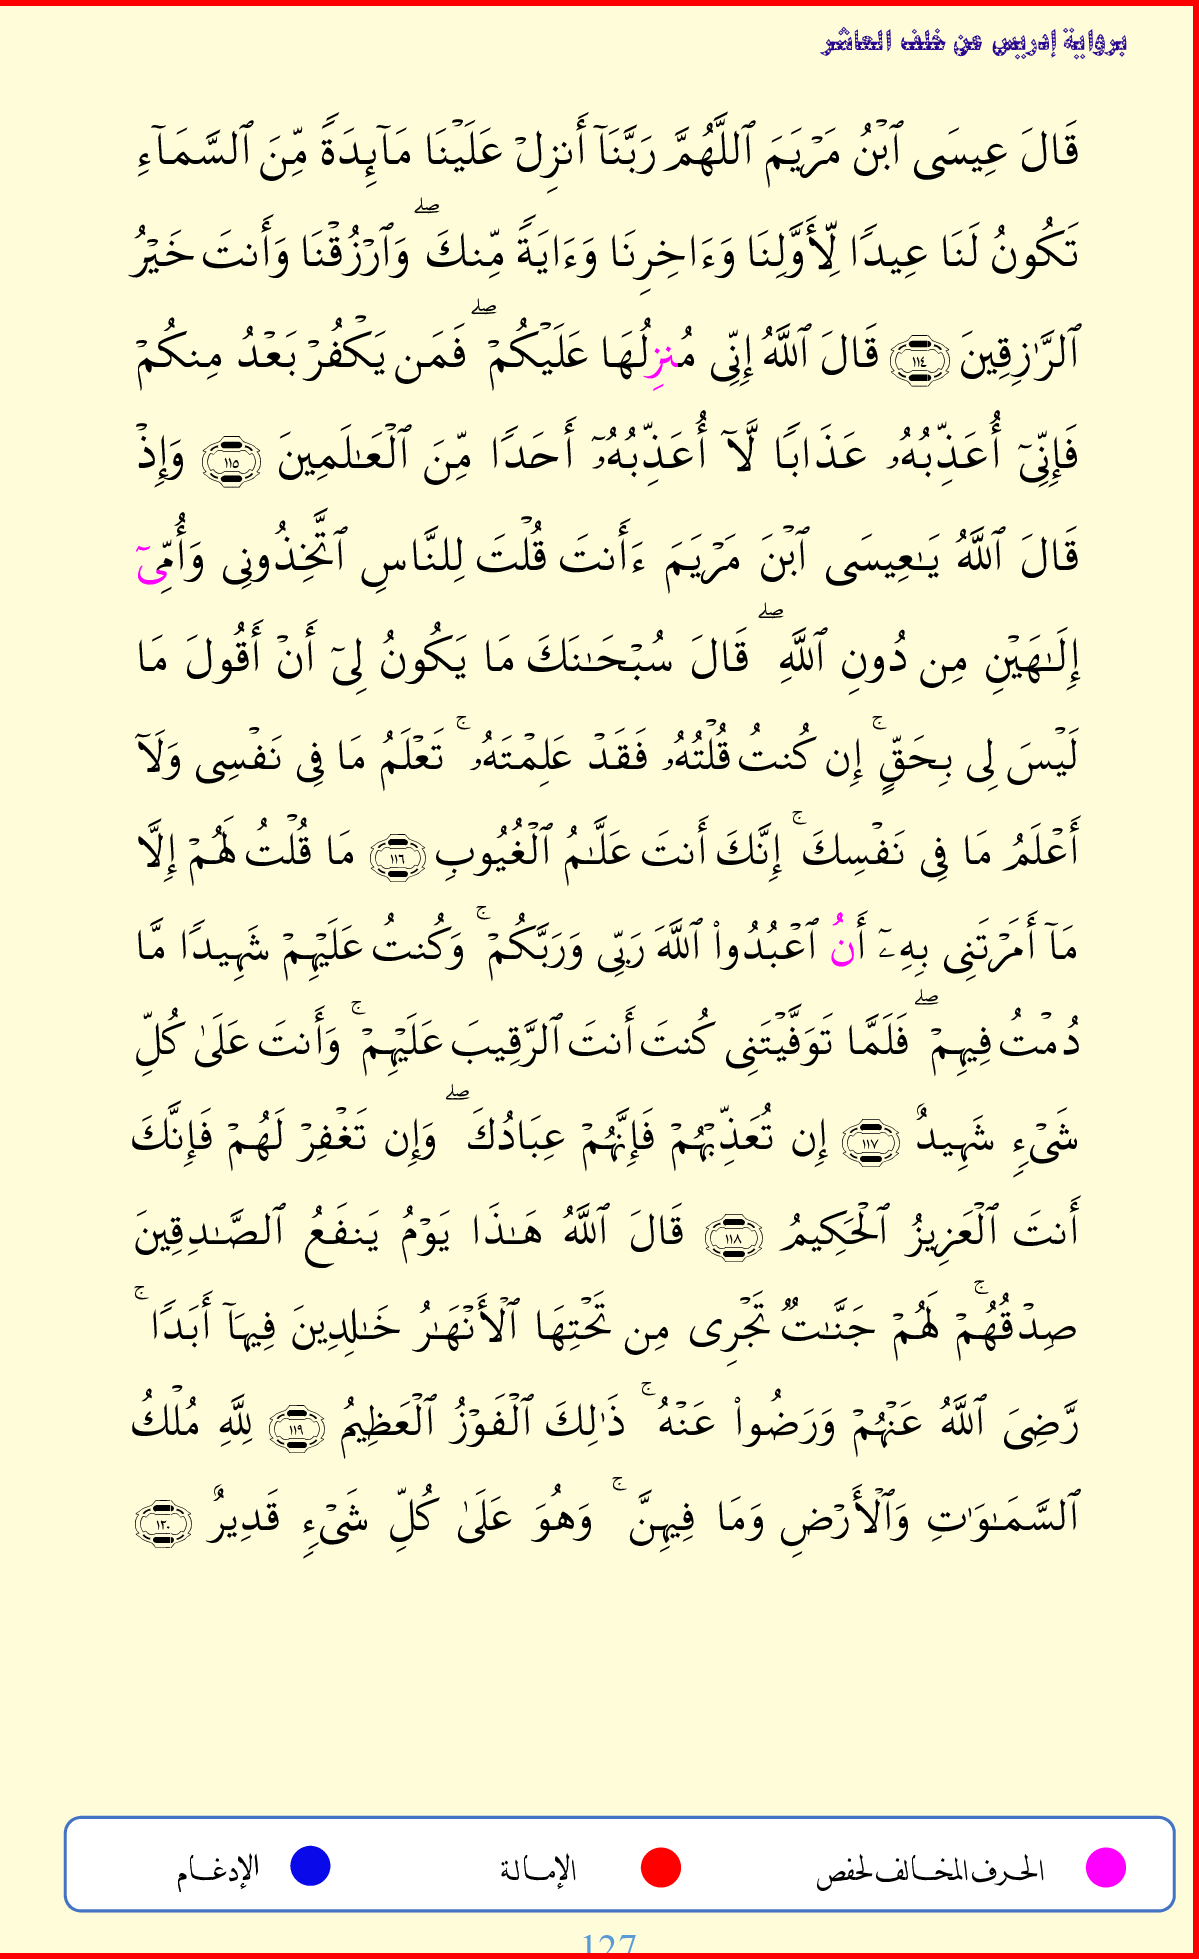 برواية إدريس عن خلف العاشر
قَالَ عِيسَى ٱبۡنُ مَرۡيَمَ ٱللَّهُمَّ رَبَّنَآ أَنزِلۡ عَلَيۡنَا مَآئِدَةٗ مِّنَ ٱلسَّمَآءِ
تَكُونُ لَنَا عِيدٗا لِّأَوَّلِنَا وَءَاخِرِنَا وَءَايَةٗ مِّنكَۖ وَٱرۡزُقۡنَا وَأَنتَ خَيۡرُ
ٱلرَّٰزِقِينَ ١١٤ قَالَ ٱللَّهُ إِنِّي مُنزِلُهَا عَلَيۡكُمۡۖ فَمَن يَكۡفُرۡ بَعۡدُ مِنكُمۡ
فَإِنِّيٓ أُعَذِّبُهُۥ عَذَابٗا لَّآ أُعَذِّبُهُۥٓ أَحَدٗا مِّنَ ٱلۡعَٰلَمِينَ ١١٥ وَإِذۡ
قَالَ ٱللَّهُ يَٰعِيسَى ٱبۡنَ مَرۡيَمَ ءَأَنتَ قُلۡتَ لِلنَّاسِ ٱتَّخِذُونِي وَأُمِّيٓ
إِلَٰهَيۡنِ مِن دُونِ ٱللَّهِۖ قَالَ سُبۡحَٰنَكَ مَا يَكُونُ لِيٓ أَنۡ أَقُولَ مَا
لَيۡسَ لِي بِحَقٍّۚ إِن كُنتُ قُلۡتُهُۥ فَقَدۡ عَلِمۡتَهُۥۚ تَعۡلَمُ مَا فِي نَفۡسِي وَلَآ
أَعۡلَمُ مَا فِي نَفۡسِكَۚ إِنَّكَ أَنتَ عَلَّٰمُ ٱلۡغُيُوبِ ١١٦ مَا قُلۡتُ لَهُمۡ إِلَّا
مَآ أَمَرۡتَنِي بِهِۦٓ أَنُ ٱعۡبُدُواْ ٱللَّهَ رَبِّي وَرَبَّكُمۡۚ وَكُنتُ عَلَيۡهِمۡ شَهِيدٗا مَّا
دُمۡتُ فِيهِمۡۖ فَلَمَّا تَوَفَّيۡتَنِي كُنتَ أَنتَ ٱلرَّقِيبَ عَلَيۡهِمۡۚ وَأَنتَ عَلَىٰ كُلِّ
شَيۡءٖ شَهِيدٌ ١١٧ إِن تُعَذِّبۡهُمۡ فَإِنَّهُمۡ عِبَادُكَۖ وَإِن تَغۡفِرۡ لَهُمۡ فَإِنَّكَ
أَنتَ ٱلۡعَزِيزُ ٱلۡحَكِيمُ ١١٨ قَالَ ٱللَّهُ هَٰذَا يَوۡمُ يَنفَعُ ٱلصَّٰدِقِينَ
صِدۡقُهُمۡۚ لَهُمۡ جَنَّٰتٞ تَجۡرِي مِن تَحۡتِهَا ٱلۡأَنۡهَٰرُ خَٰلِدِينَ فِيهَآ أَبَدٗاۚ
رَّضِيَ ٱللَّهُ عَنۡهُمۡ وَرَضُواْ عَنۡهُۚ ذَٰلِكَ ٱلۡفَوۡزُ ٱلۡعَظِيمُ ١١٩ لِلَّهِ مُلۡكُ
ٱلسَّمَٰوَٰتِ وَٱلۡأَرۡضِ وَمَا فِيهِنَّۚ وَهُوَ عَلَىٰ كُلِّ شَيۡءٖ قَدِيرُۢ ١٢٠
الحرف المخالف لحفص الإمالة الإدغام
127